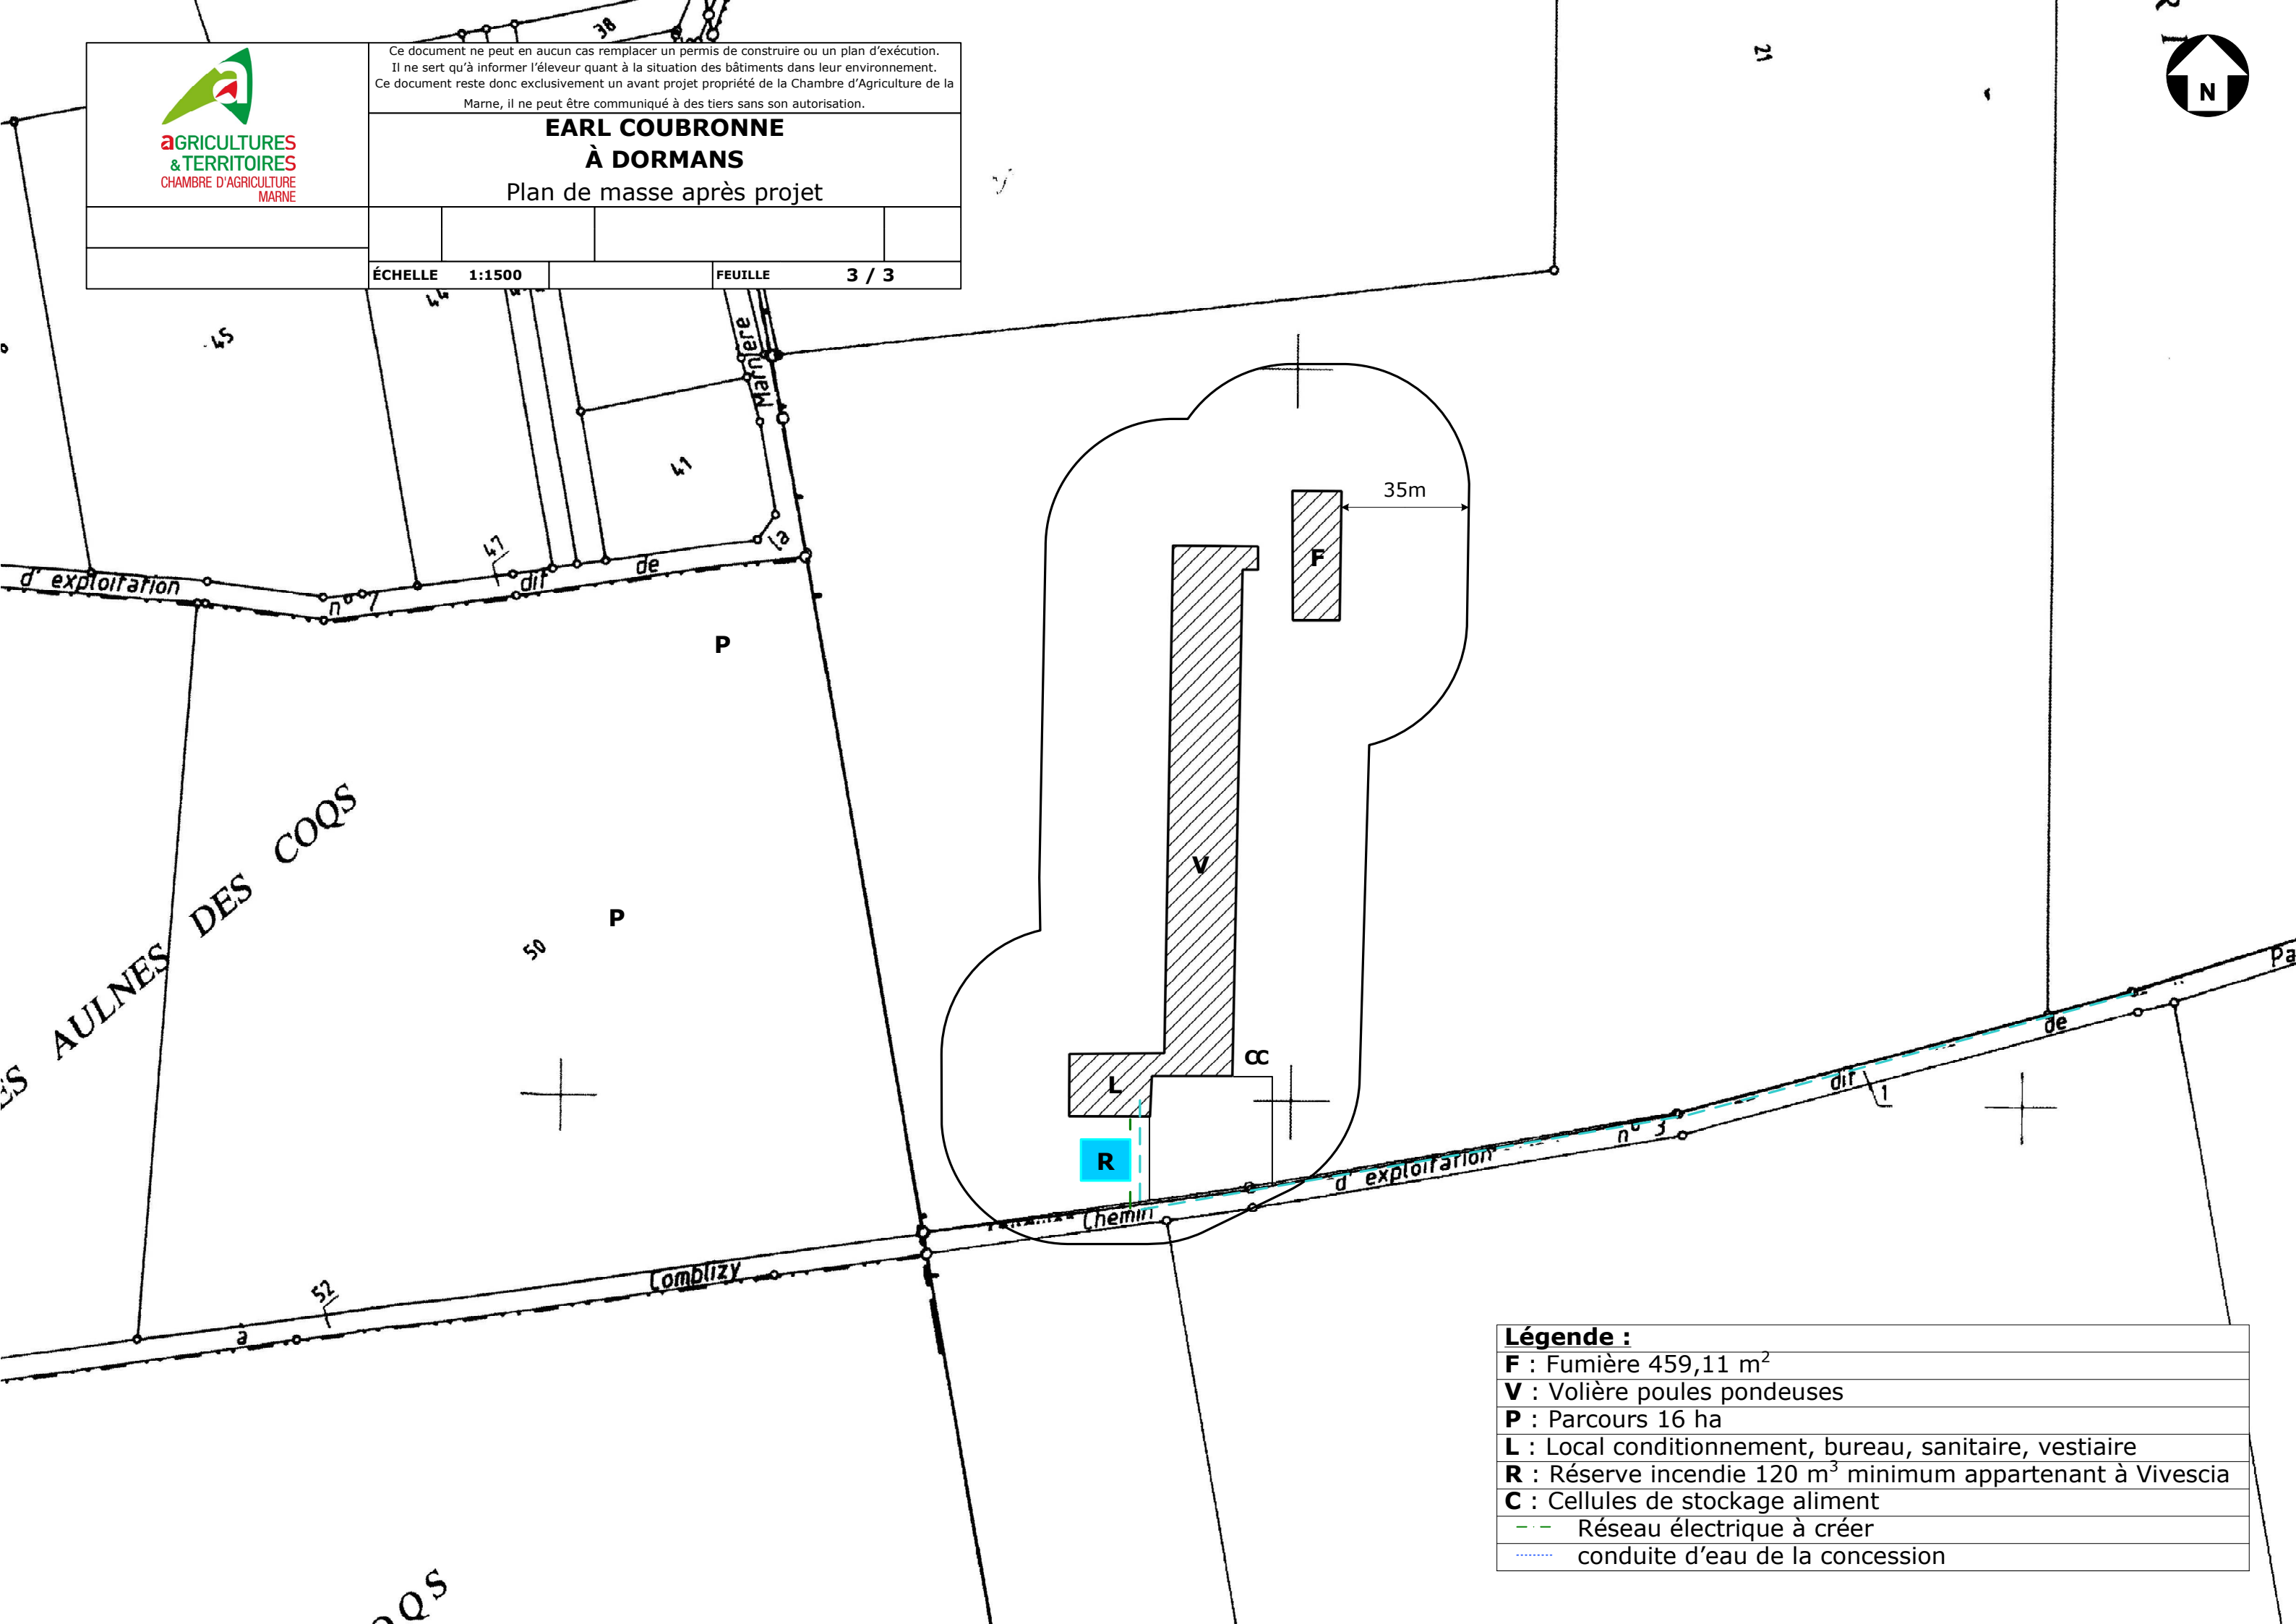 aGRICULTURES
& TERRITOIRES
CHAMBRE D'AGRICULTURE
MARNE
Ce document ne peut en aucun cas remplacer un permis de construire ou un plan d'exécution.
Il ne sert qu'à informer l'éleveur quant à la situation des bâtiments dans leur environnement.
Ce document reste donc exclusivement un avant projet propriété de la Chambre d'Agriculture de la
Marne, il ne peut être communiqué à des tiers sans son autorisation.
EARL COUBRONNE
À DORMANS
Plan de masse après projet
ÉCHELLE 1:1500 FEUILLE 3 / 3
38
21
N
45
44
Marniere
41
47
la
de
dit
d' exploitation
n° 7
P
35m
F
V
P
50
AULNES DES COQS
CC
L
R
Pa
de
dit
1
n° 3
d' exploitation
Chemin
Comblizy
52
à
Légende :
F : Fumière 459,11 m²
V : Volière poules pondeuses
P : Parcours 16 ha
L : Local conditionnement, bureau, sanitaire, vestiaire
R : Réserve incendie 120 m³ minimum appartenant à Vivescia
C : Cellules de stockage aliment
Réseau électrique à créer
conduite d'eau de la concession